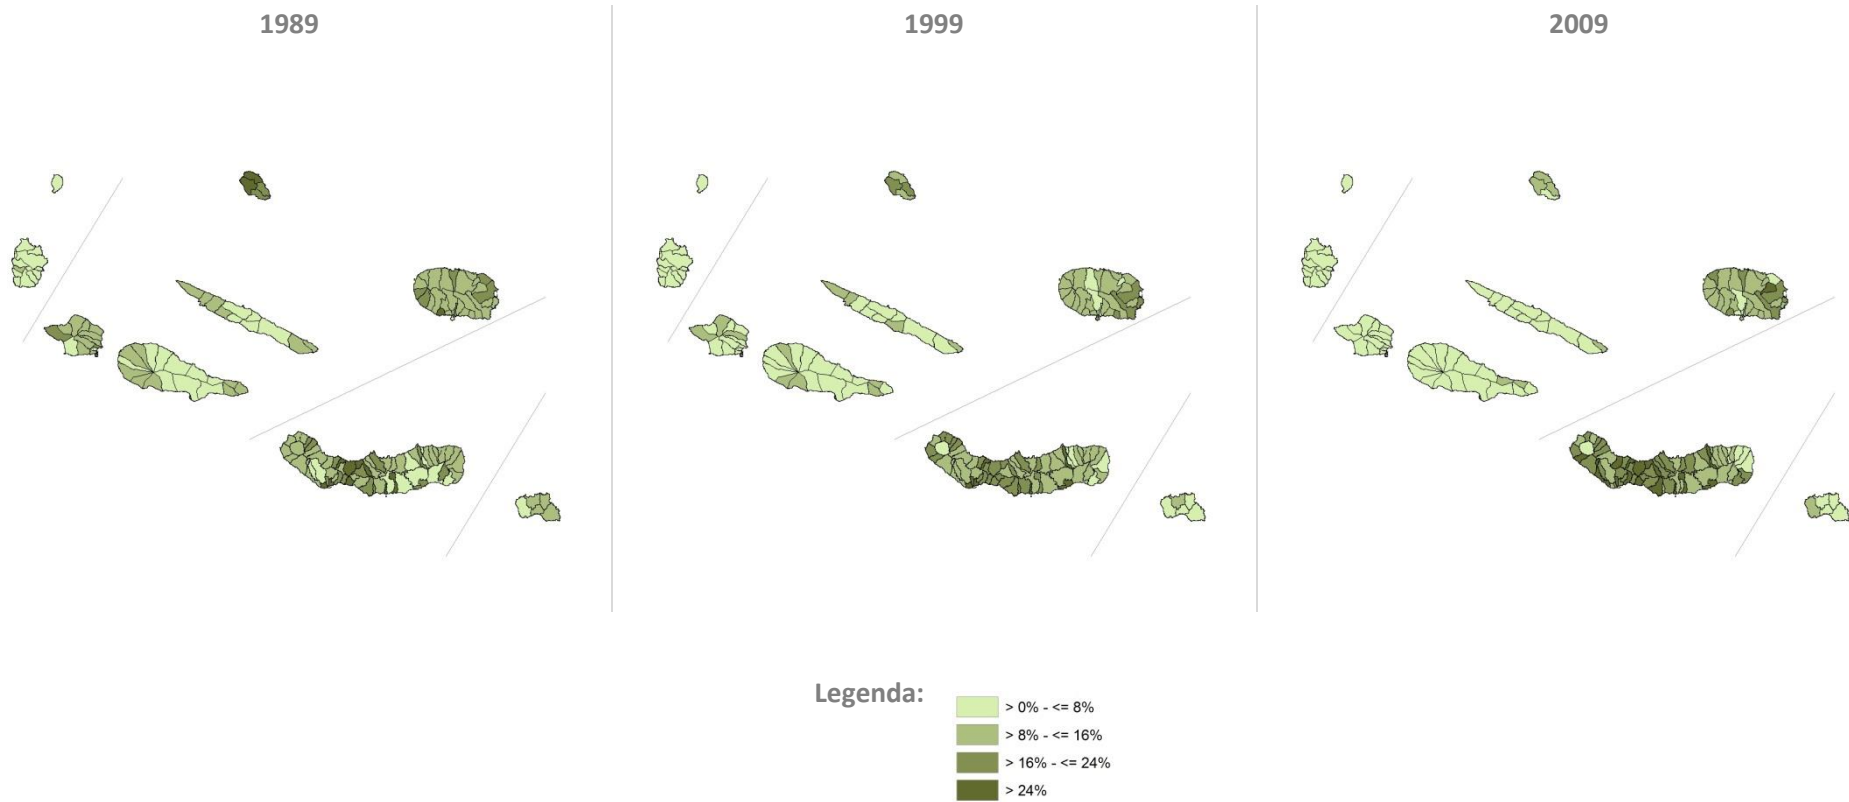 1989
1999
2009
Legenda:
> 0% - <= 8%
> 8% - <= 16%
> 16% - <= 24%
> 24%